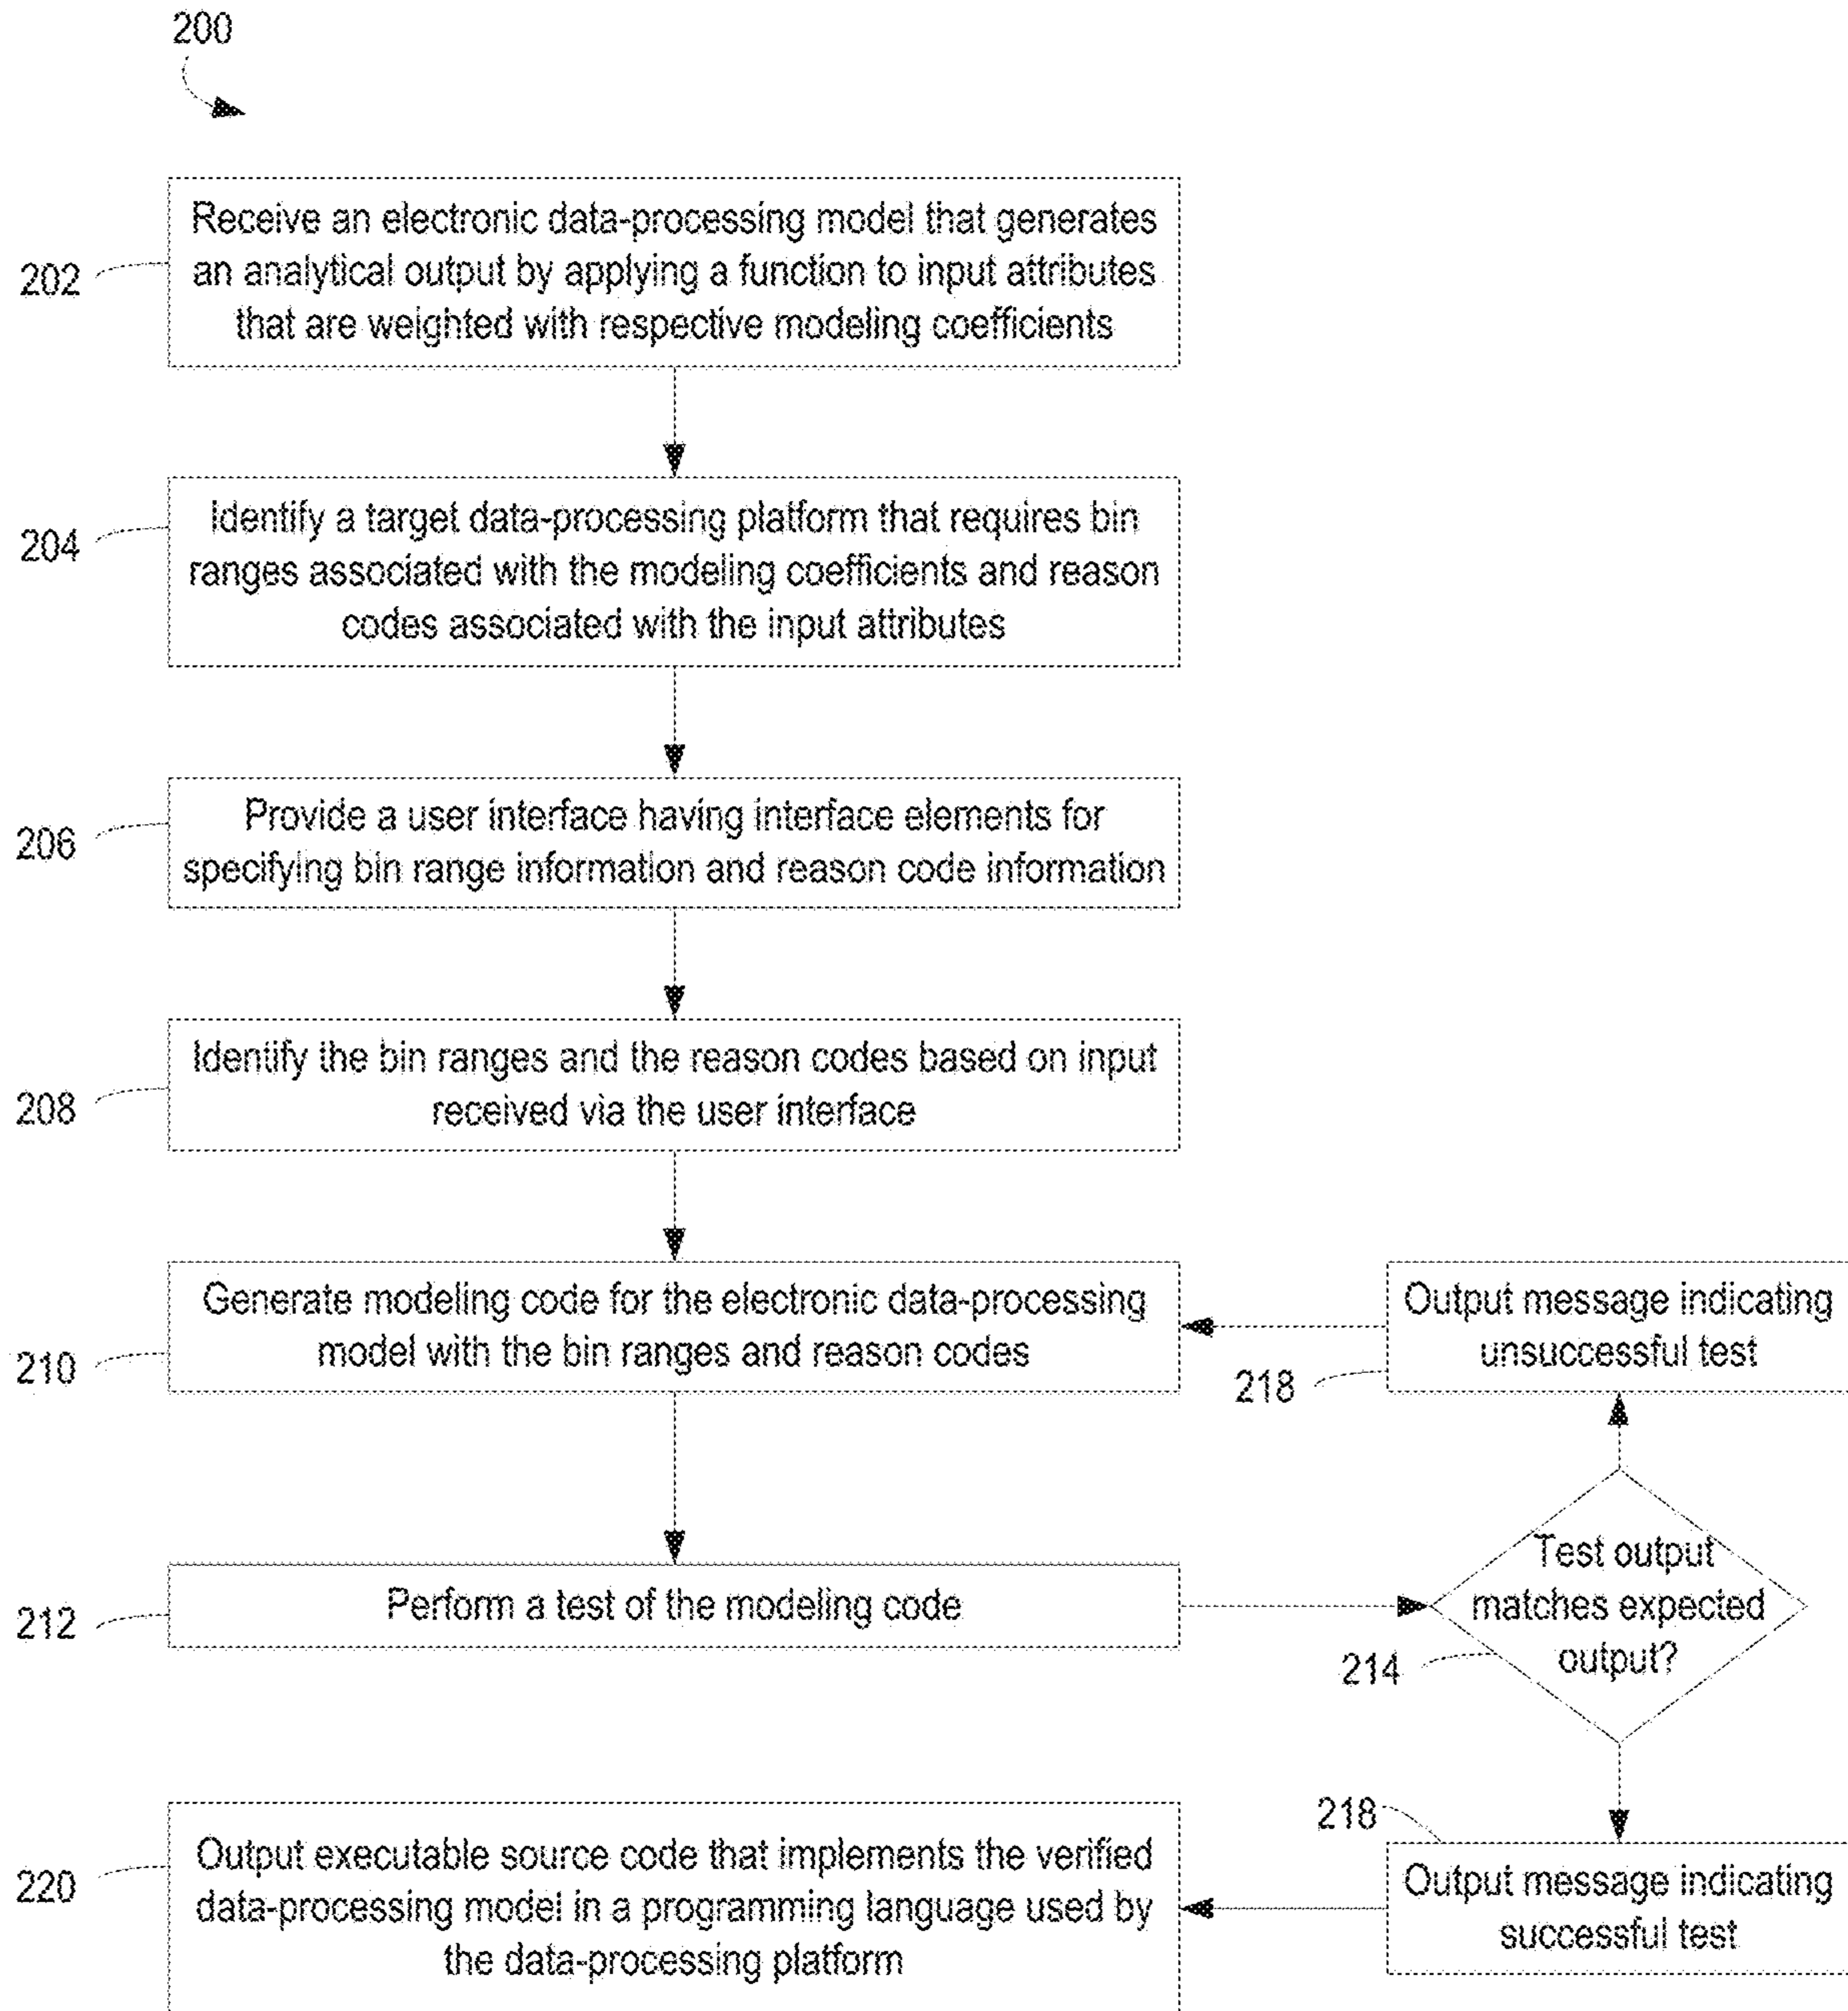 200
202
Receive an electronic data-processing model that generates
an analytical output by applying a function to input attributes
that are weighted with respective modeling coefficients
204
Identify a target data-processing platform that requires bin
ranges associated with the modeling coefficients and reason
codes associated with the input attributes
206
Provide a user interface having interface elements for
specifying bin range information and reason code information
208
Identify the bin ranges and the reason codes based on input
received via the user interface
210
Generate modeling code for the electronic data-processing
model with the bin ranges and reason codes
218
Output message indicating
unsuccessful test
212
Perform a test of the modeling code
214
Test output
matches expected
output?
218
Output message indicating
successful test
220
Output executable source code that implements the verified
data-processing model in a programming language used by
the data-processing platform